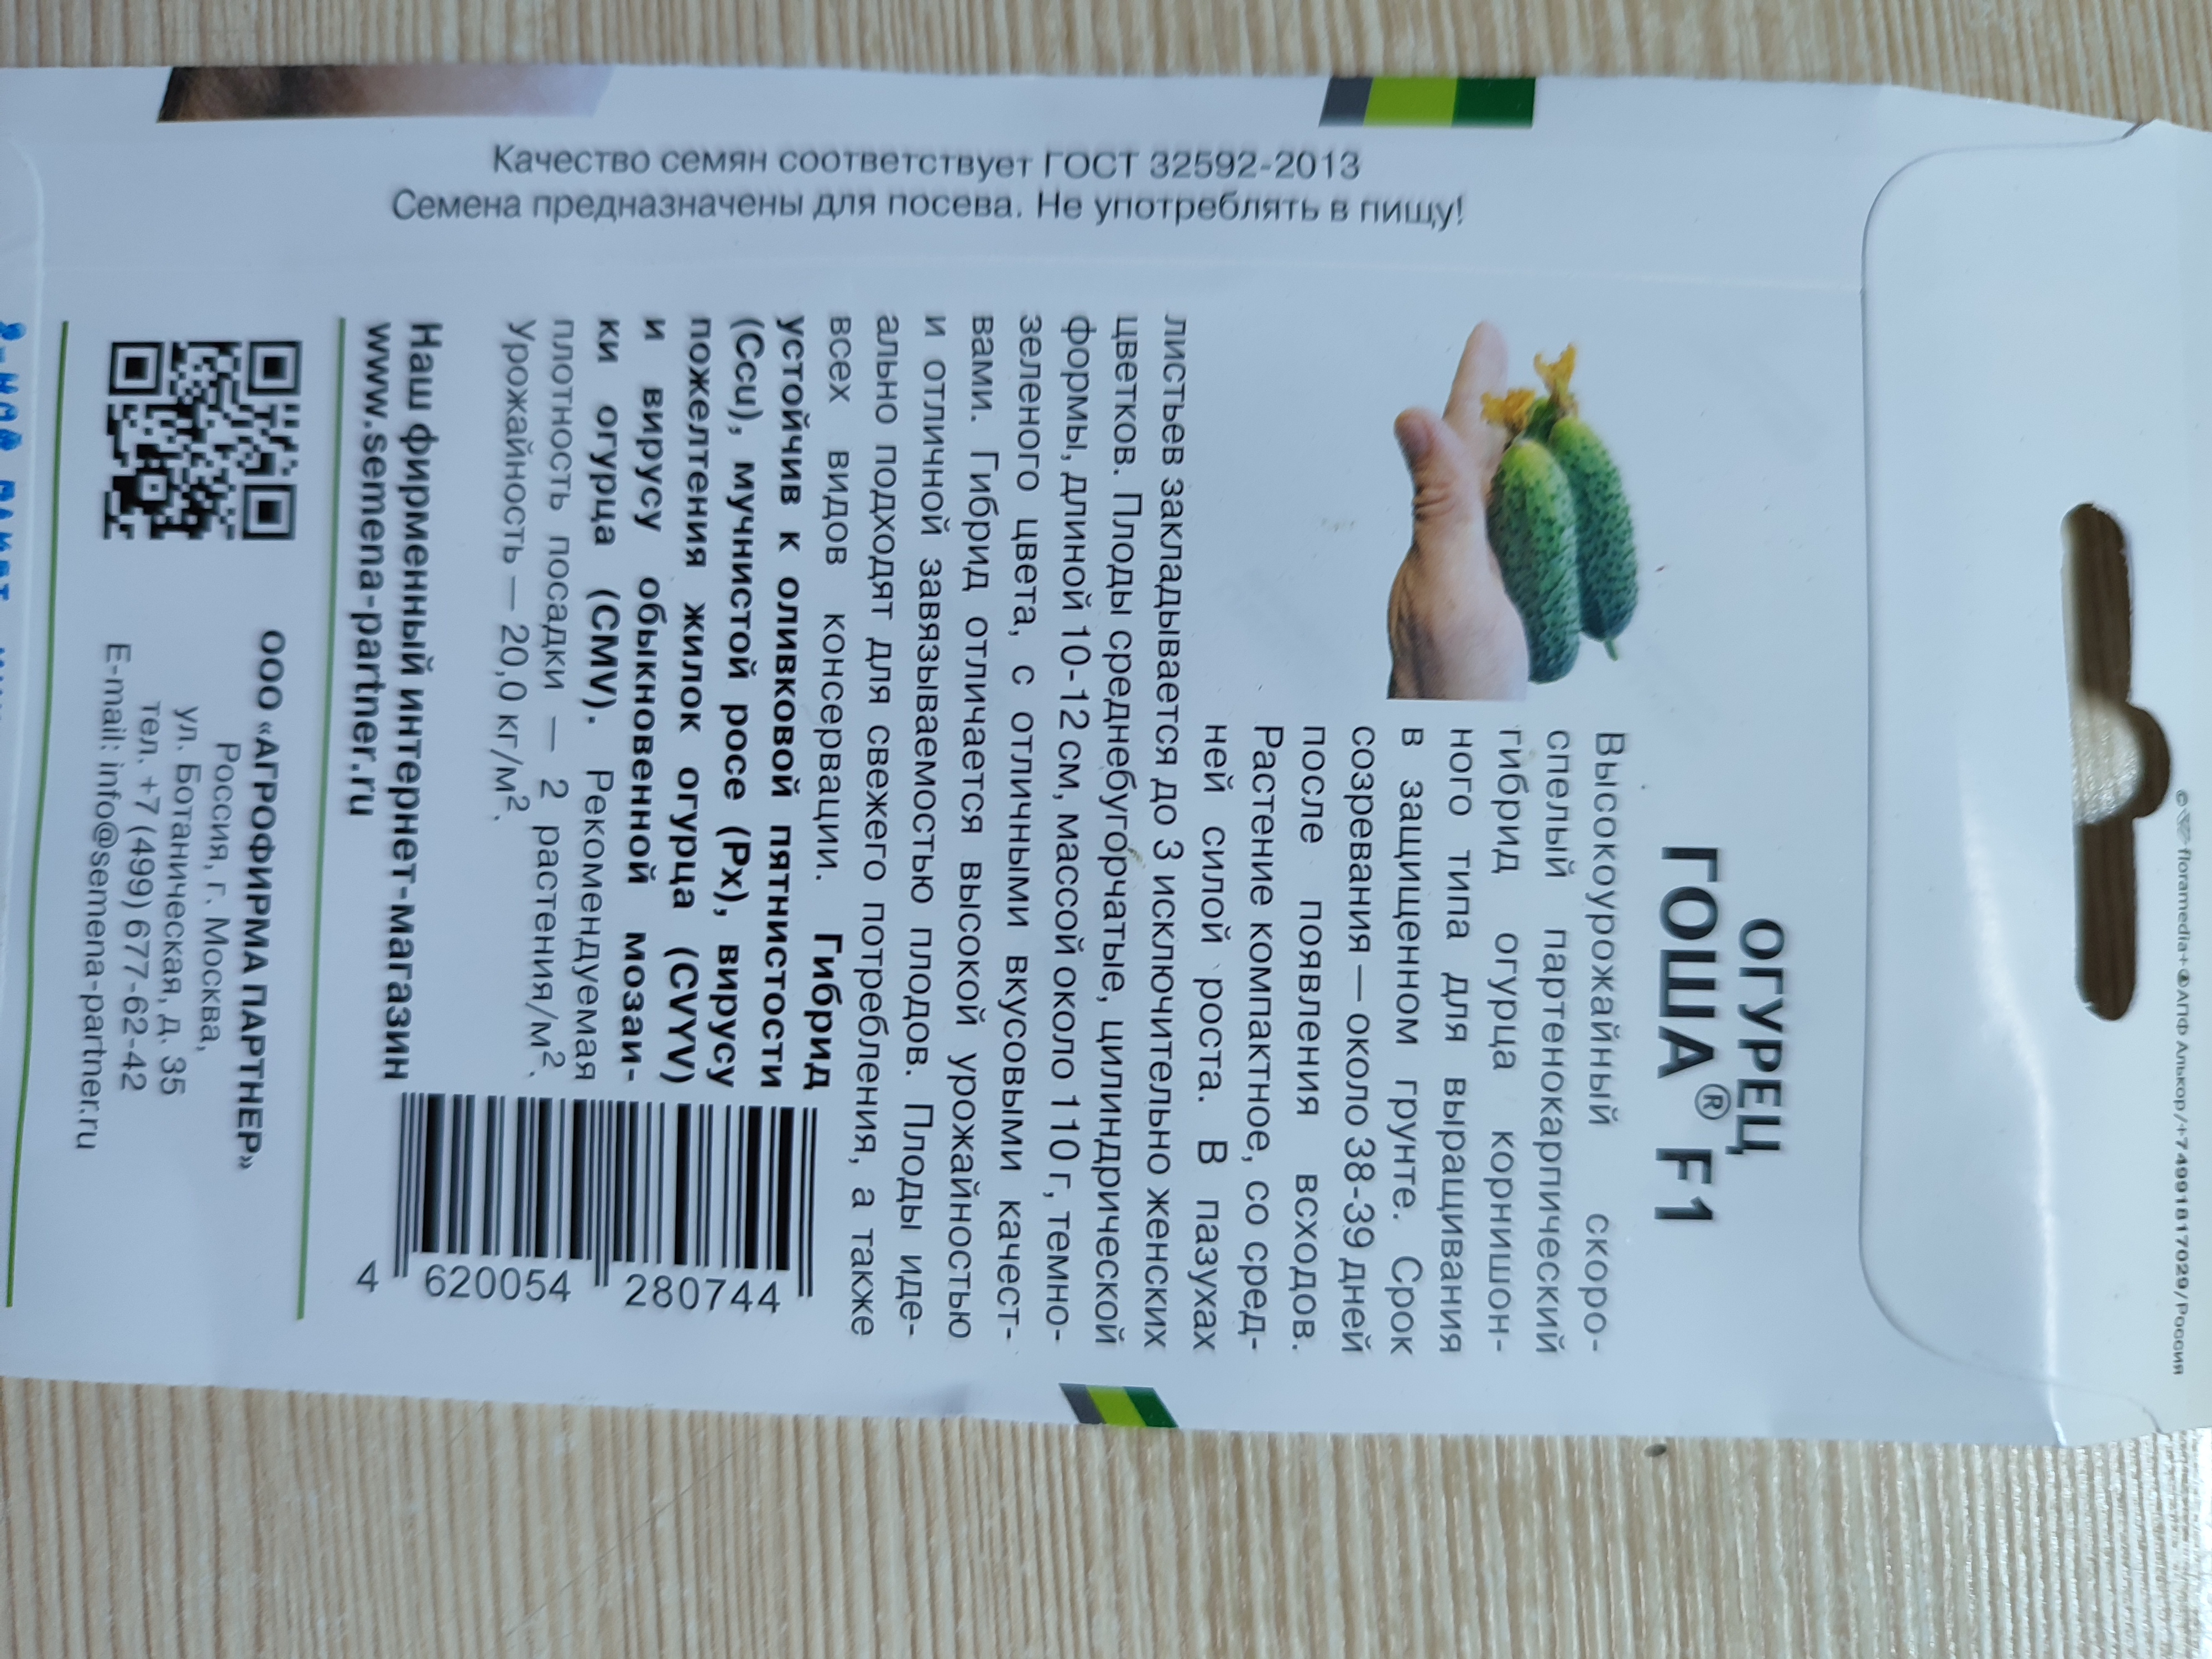 © floramedia+АПФ Алькор/+74991817029/Россия
ОГУРЕЦ
ГОША® F1
Высокоурожайный скоро-
спелый партенокарпический
гибрид огурца корнишон-
ного типа для выращивания
в защищенном грунте. Срок
созревания — около 38-39 дней
после появления всходов.
Растение компактное, со сред-
ней силой роста. В пазухах
листьев закладывается до 3 исключительно женских
цветков. Плоды среднебугорчатые, цилиндрической
формы, длиной 10-12 см, массой около 110 г, темно-
зеленого цвета, с отличными вкусовыми качест-
вами. Гибрид отличается высокой урожайностью
и отличной завязываемостью плодов. Плоды иде-
ально подходят для свежего потребления, а также
всех видов консервации. Гибрид
устойчив к оливковой пятнистости
(Ccu), мучнистой росе (Px), вирусу
пожелтения жилок огурца (CVYV)
и вирусу обыкновенной мозаи-
ки огурца (CMV). Рекомендуемая
плотность посадки — 2 растения/м².
Урожайность — 20,0 кг/м².
4 620054 280744
Наш фирменный интернет-магазин
www.semena-partner.ru
ООО «АГРОФИРМА ПАРТНЕР»
Россия, г. Москва,
ул. Ботаническая, д. 35
тел. +7 (499) 677-62-42
E-mail: info@semena-partner.ru
Качество семян соответствует ГОСТ 32592-2013
Семена предназначены для посева. Не употреблять в пищу!